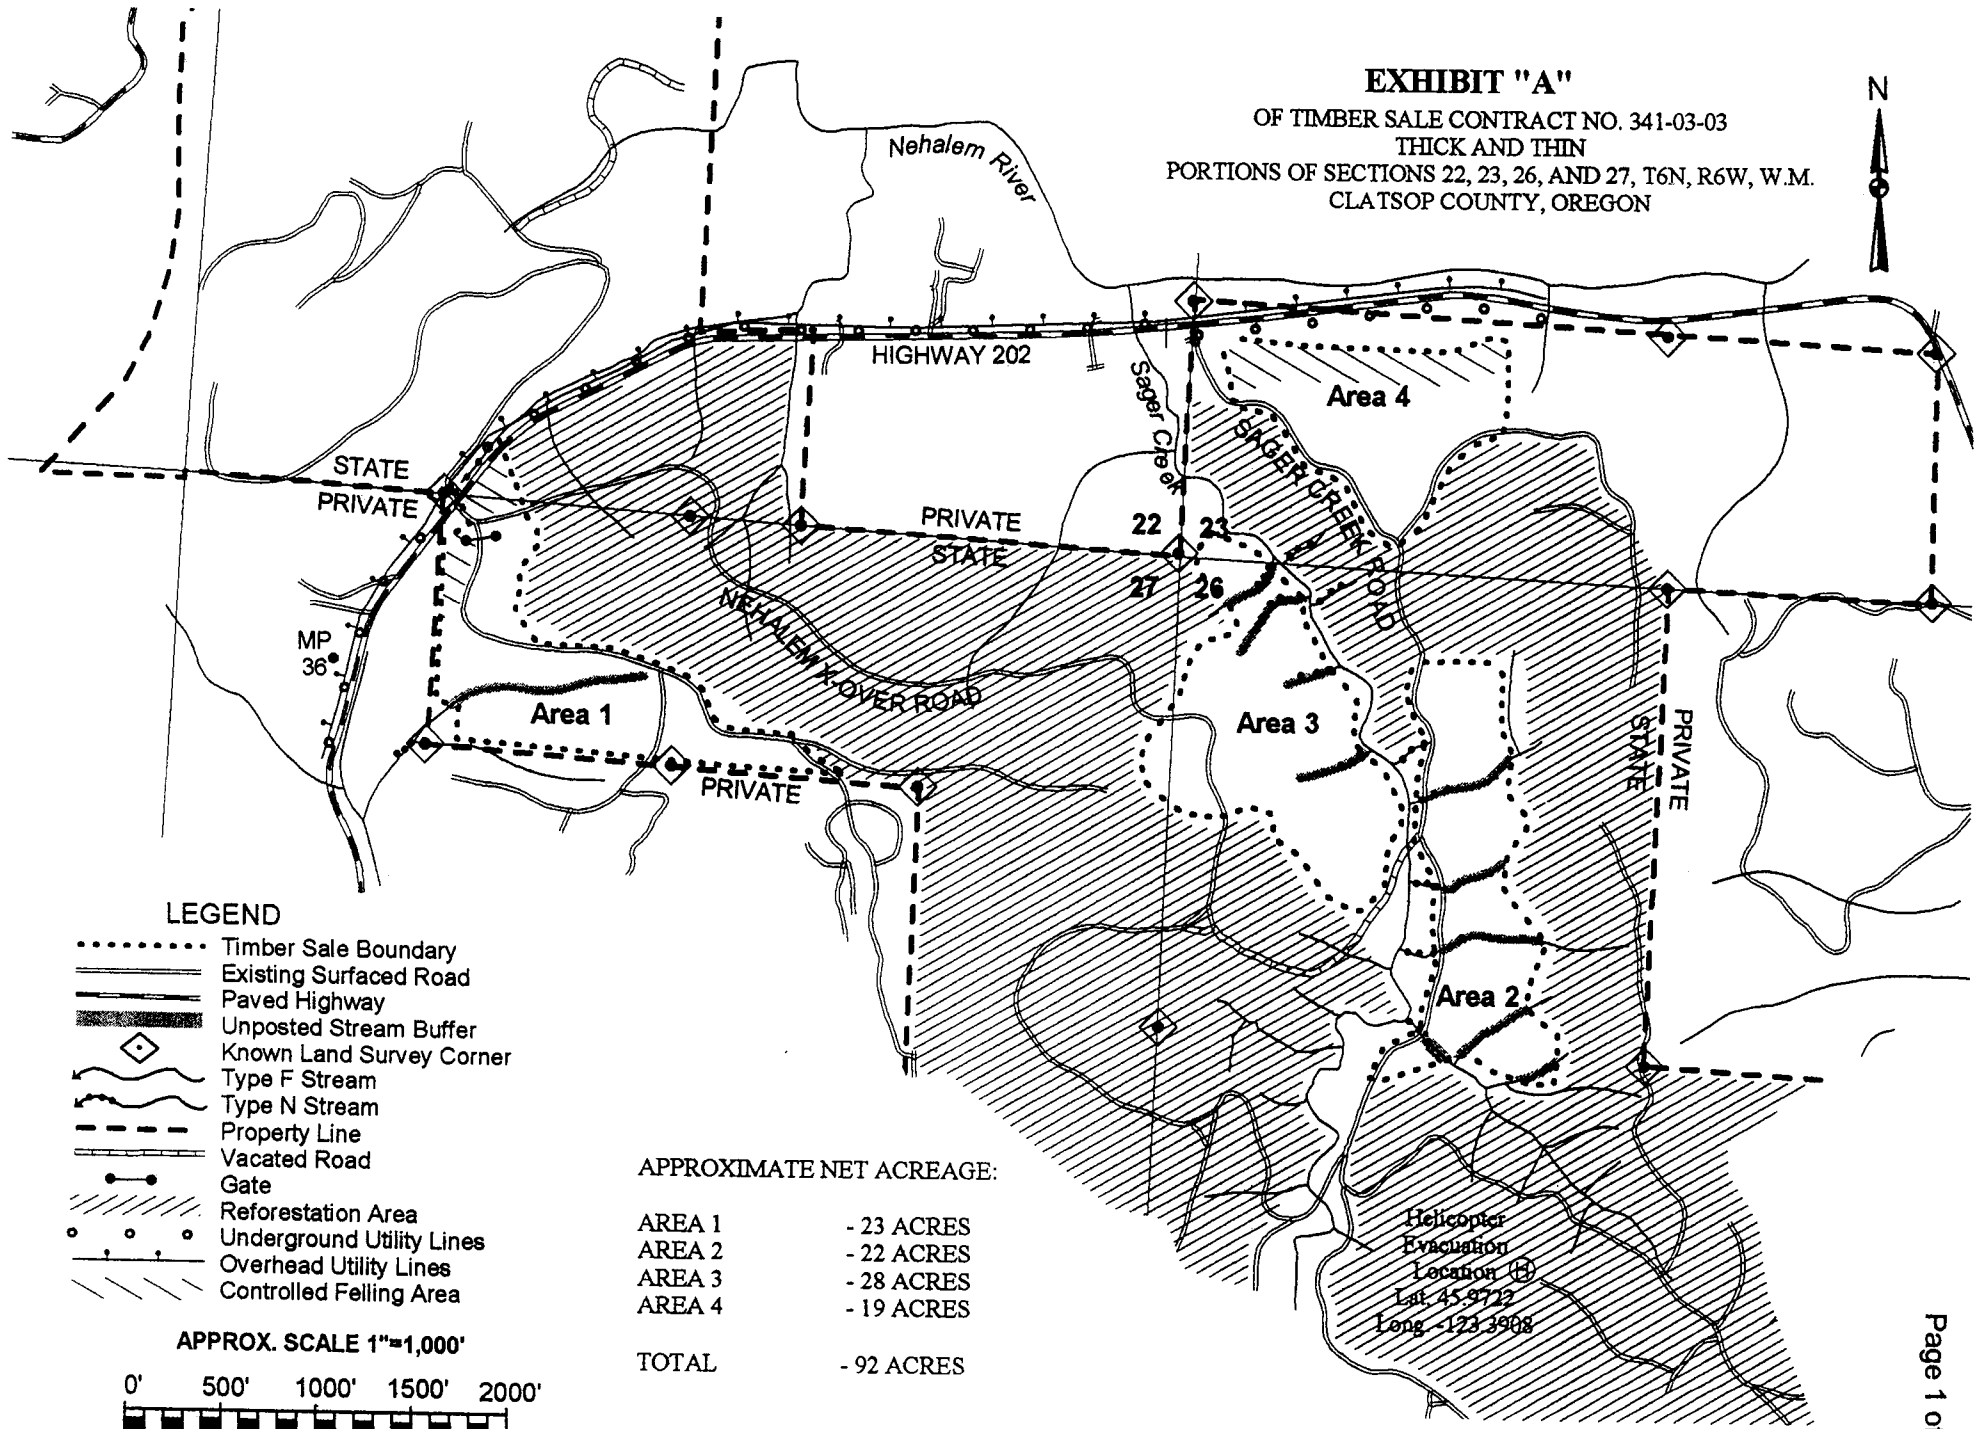 EXHIBIT "A"
OF TIMBER SALE CONTRACT NO. 341-03-03
THICK AND THIN
PORTIONS OF SECTIONS 22, 23, 26, AND 27, T6N, R6W, W.M.
CLATSOP COUNTY, OREGON
N
Nehalem River
HIGHWAY 202
Sager Creek
Area 4
SAGER CREEK ROAD
STATE
PRIVATE
PRIVATE
STATE
22
23
27
26
NEHALEM X-OVER ROAD
MP
36
Area 1
Area 3
STATE
PRIVATE
PRIVATE
Area 2
LEGEND
Timber Sale Boundary
Existing Surfaced Road
Paved Highway
Unposted Stream Buffer
Known Land Survey Corner
Type F Stream
Type N Stream
Property Line
Vacated Road
Gate
Reforestation Area
Underground Utility Lines
Overhead Utility Lines
Controlled Felling Area
APPROX. SCALE 1"=1,000'
0' 500' 1000' 1500' 2000'
APPROXIMATE NET ACREAGE:
AREA 1 - 23 ACRES
AREA 2 - 22 ACRES
AREA 3 - 28 ACRES
AREA 4 - 19 ACRES
TOTAL - 92 ACRES
Helicopter
Evacuation
Location H
Lat. 45.9722
Long. -123.3908
Page 1 of